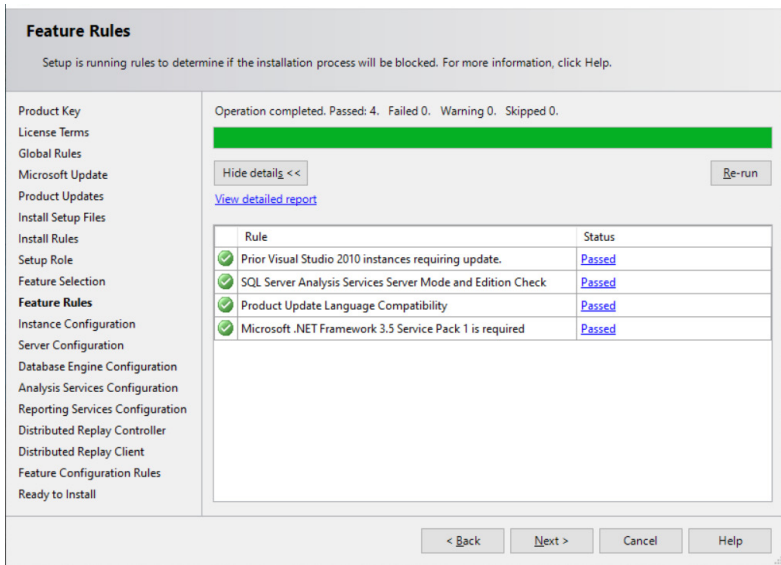 Feature Rules
Setup is running rules to determine if the installation process will be blocked. For more information, click Help.
Product Key
License Terms
Global Rules
Microsoft Update
Product Updates
Install Setup Files
Install Rules
Setup Role
Feature Selection
Feature Rules
Instance Configuration
Server Configuration
Database Engine Configuration
Analysis Services Configuration
Reporting Services Configuration
Distributed Replay Controller
Distributed Replay Client
Feature Configuration Rules
Ready to Install
Operation completed. Passed: 4. Failed 0. Warning 0. Skipped 0.
Hide details <<
Re-run
View detailed report
Rule Status
Prior Visual Studio 2010 instances requiring update. Passed
SQL Server Analysis Services Server Mode and Edition Check Passed
Product Update Language Compatibility Passed
Microsoft .NET Framework 3.5 Service Pack 1 is required Passed
< Back Next > Cancel Help